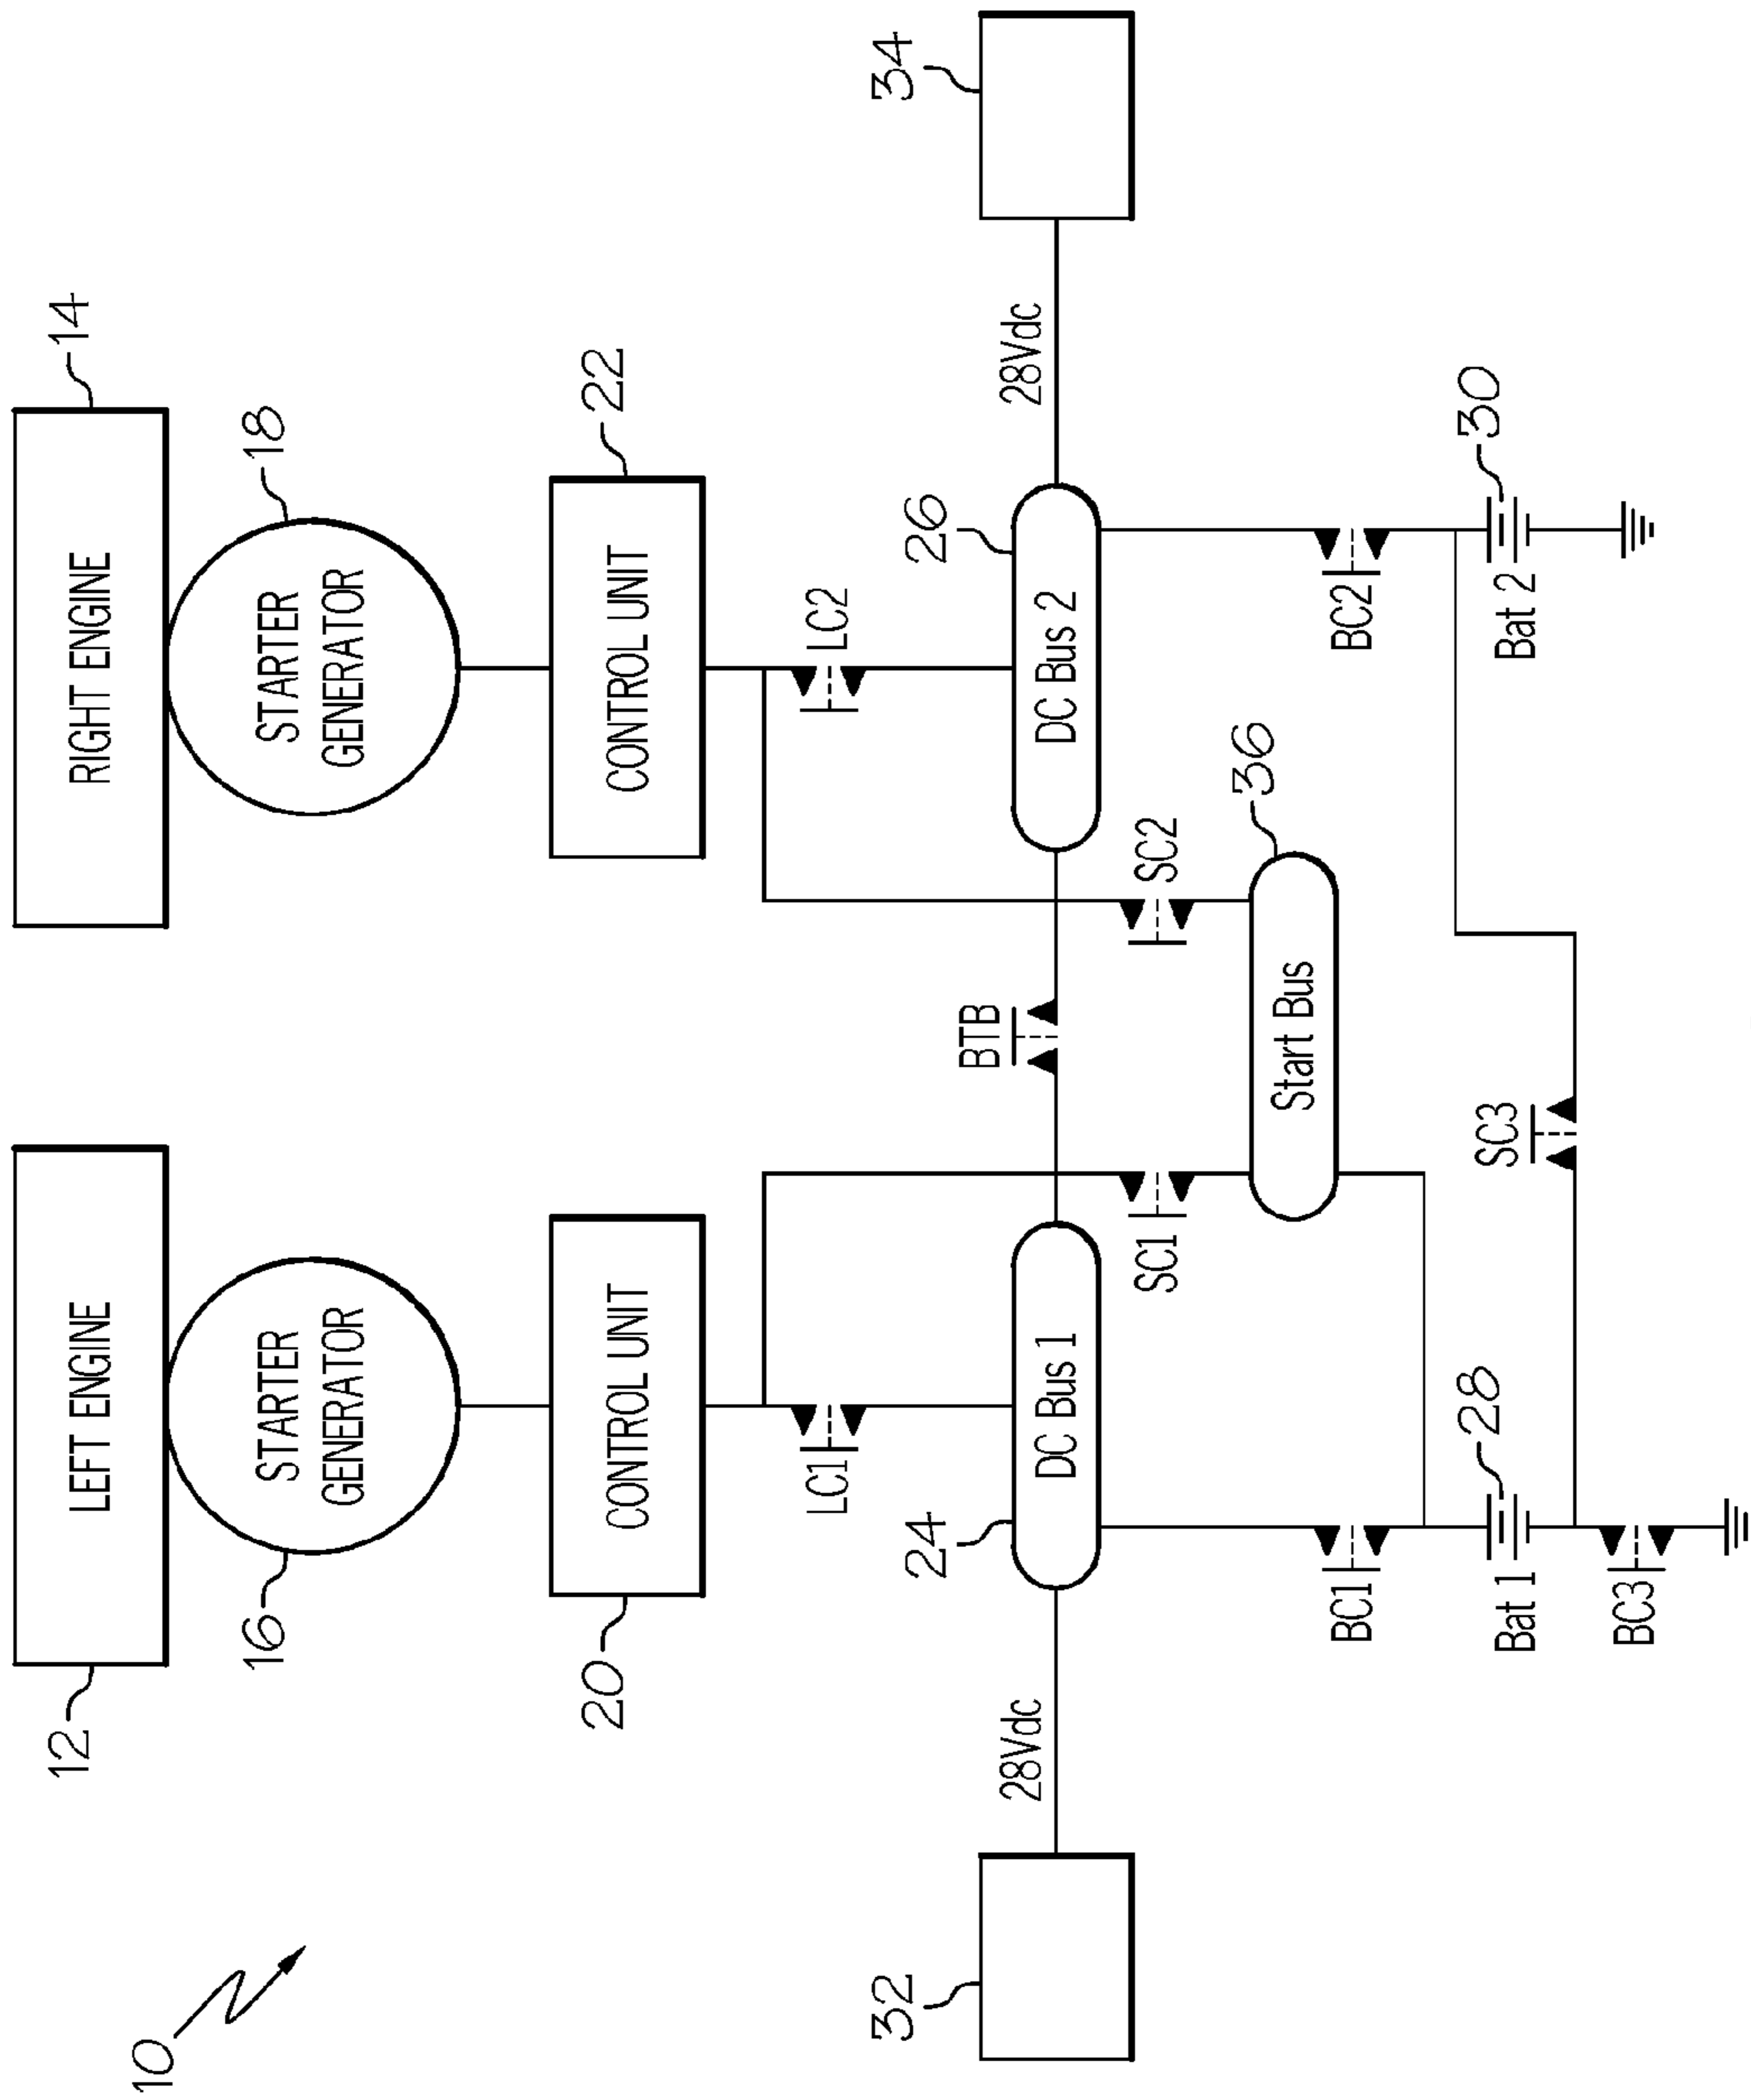 10
12
LEFT ENGINE
RIGHT ENGINE
14
16
STARTER
GENERATOR
STARTER
GENERATOR
18
20
CONTROL UNIT
CONTROL UNIT
22
LC1
LC2
32
28Vdc
24
DC Bus 1
BTB
DC Bus 2
26
28Vdc
34
SC1
SC2
Start Bus
36
BC1
BC2
Bat 1
28
SC3
Bat 2
30
BC3